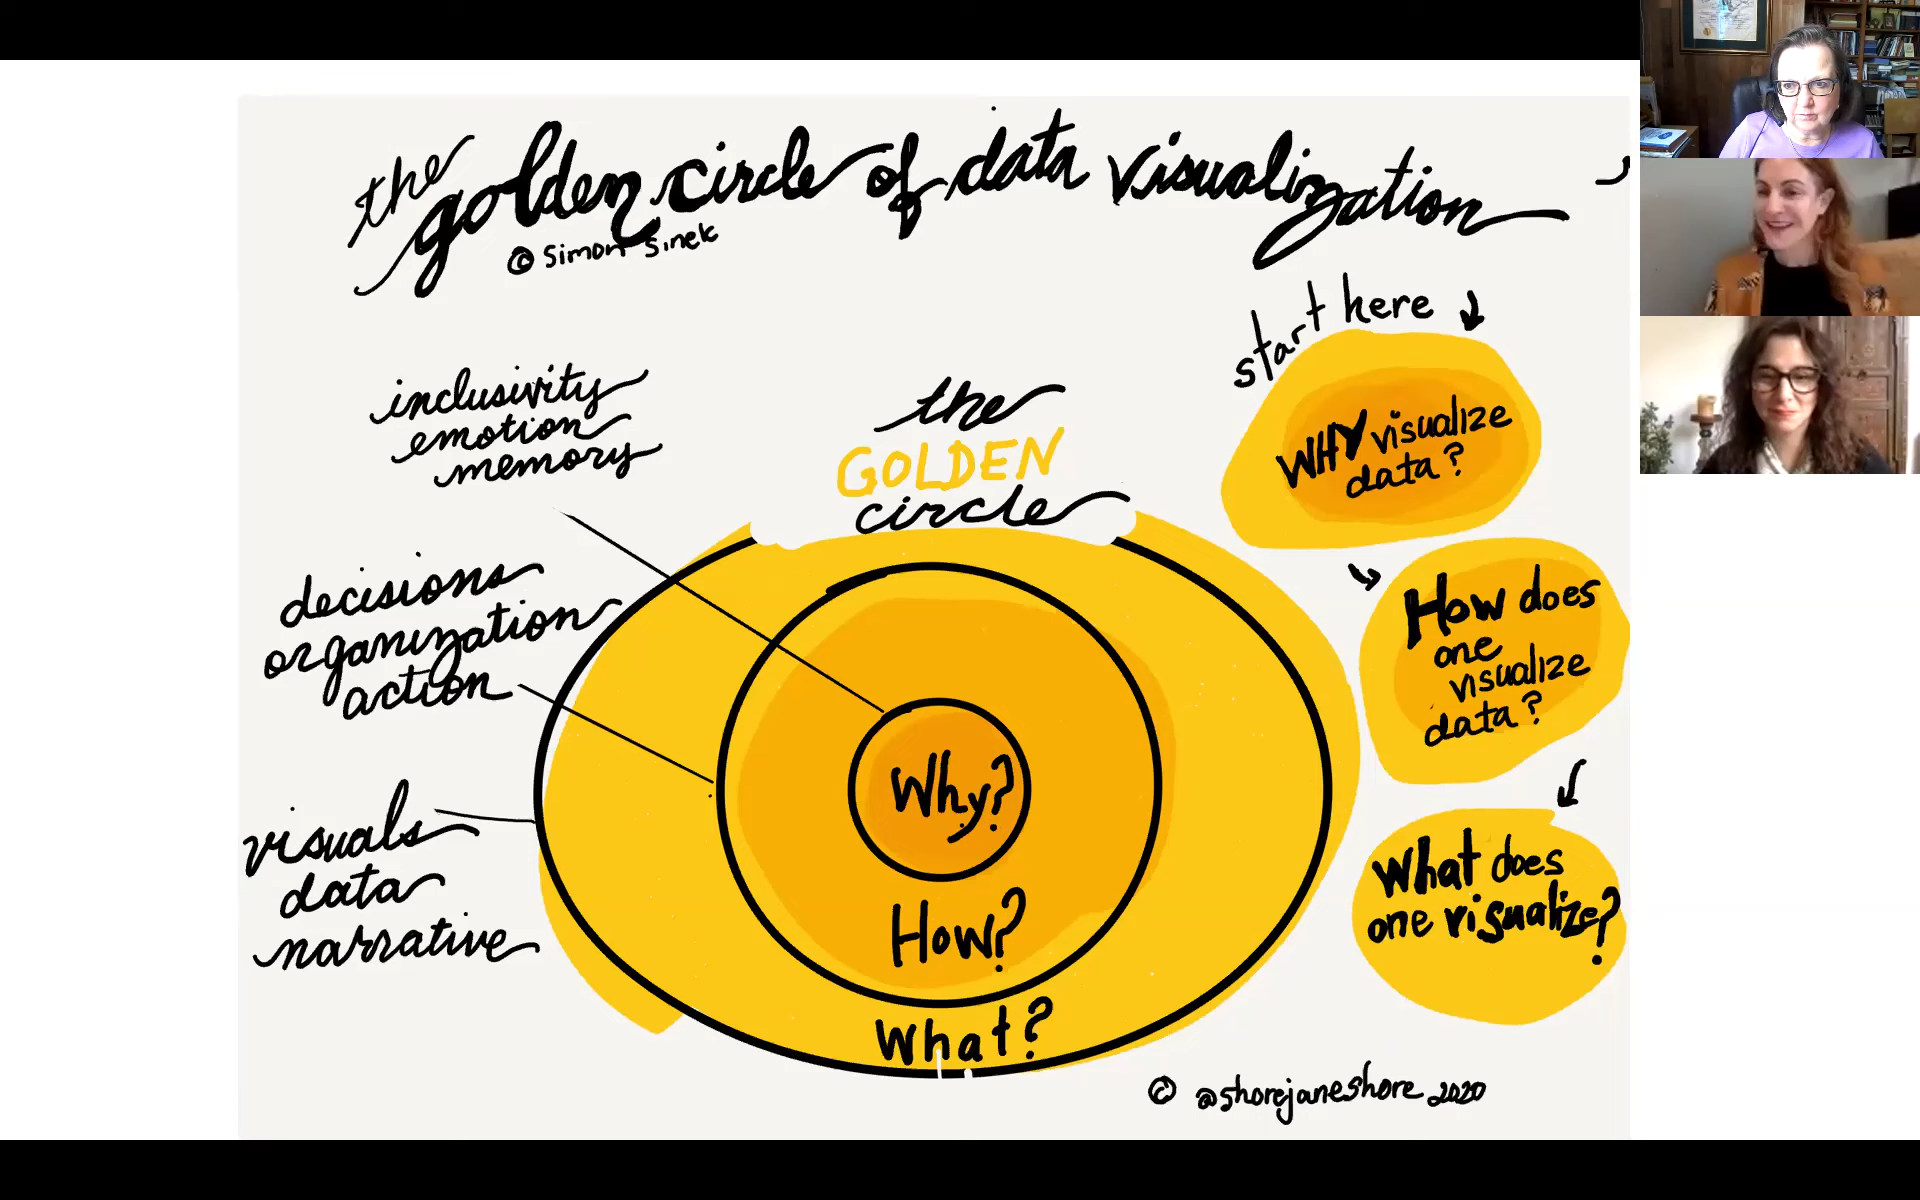 the golden circle of data visualization
© Simon Sinek
start here
inclusivity
emotion
memory
the
GOLDEN
circle
WHY visualize
data?
decisions
organization
action
How does
one
visualize
data?
Why?
visuals
data
narrative
What does
one visualize?
How?
What?
© @shorejaneshore 2020